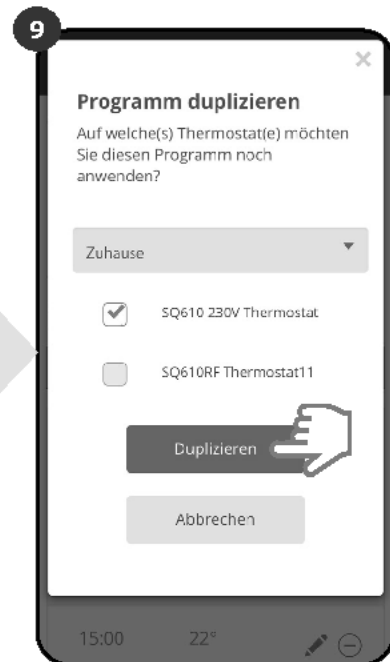 9
Programm duplizieren
Auf welche(s) Thermostat(e) möchten
Sie diesen Programm noch
anwenden?
Zuhause
SQ610 230V Thermostat
SQ610RF Thermostat11
Duplizieren
Abbrechen
15:00 22°